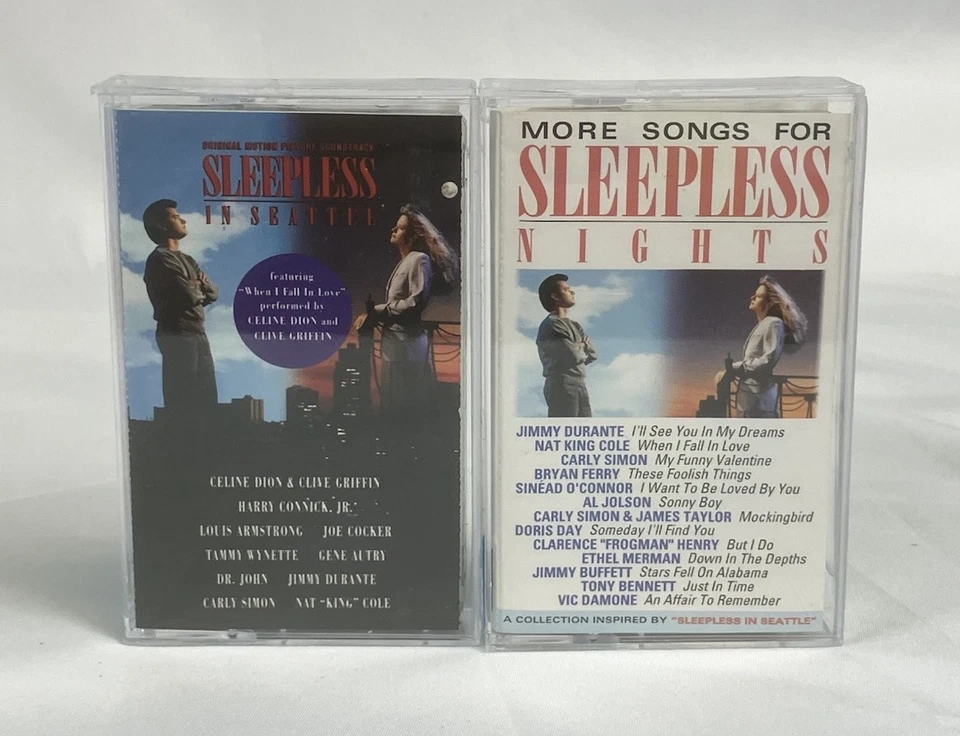 ORIGINAL MOTION PICTURE SOUNDTRACK
SLEEPLESS
IN SEATTLE
featuring
"When I Fall In Love"
performed by
CELINE DION and
CLIVE GRIFFIN
CELINE DION & CLIVE GRIFFIN
HARRY CONNICK, JR.
LOUIS ARMSTRONG JOE COCKER
TAMMY WYNETTE GENE AUTRY
DR. JOHN JIMMY DURANTE
CARLY SIMON NAT "KING" COLE
MORE SONGS FOR
SLEEPLESS
NIGHTS
JIMMY DURANTE I'll See You In My Dreams
NAT KING COLE When I Fall In Love
CARLY SIMON My Funny Valentine
BRYAN FERRY These Foolish Things
SINÉAD O'CONNOR I Want To Be Loved By You
AL JOLSON Sonny Boy
CARLY SIMON & JAMES TAYLOR Mockingbird
DORIS DAY Someday I'll Find You
CLARENCE "FROGMAN" HENRY But I Do
ETHEL MERMAN Down In The Depths
JIMMY BUFFETT Stars Fell On Alabama
TONY BENNETT Just In Time
VIC DAMONE An Affair To Remember
A COLLECTION INSPIRED BY "SLEEPLESS IN SEATTLE"